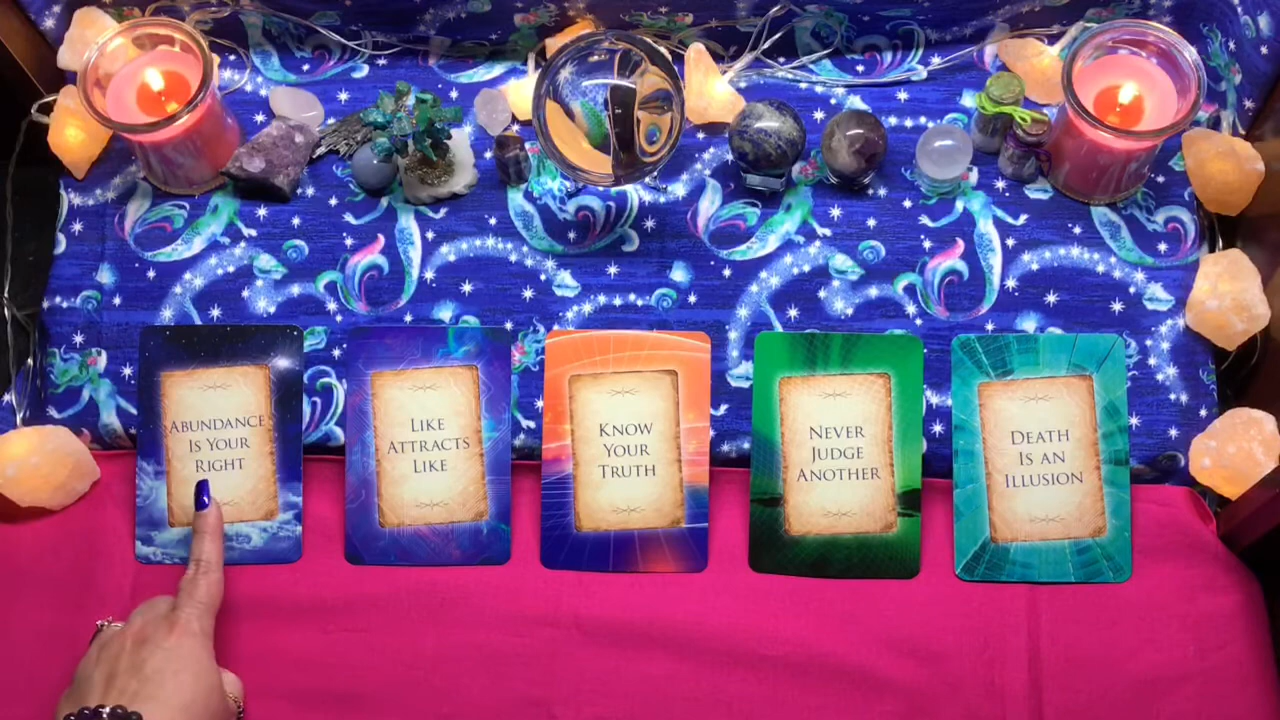 ABUNDANCE
IS YOUR
RIGHT
LIKE
ATTRACTS
LIKE
KNOW
YOUR
TRUTH
NEVER
JUDGE
ANOTHER
DEATH
IS AN
ILLUSION